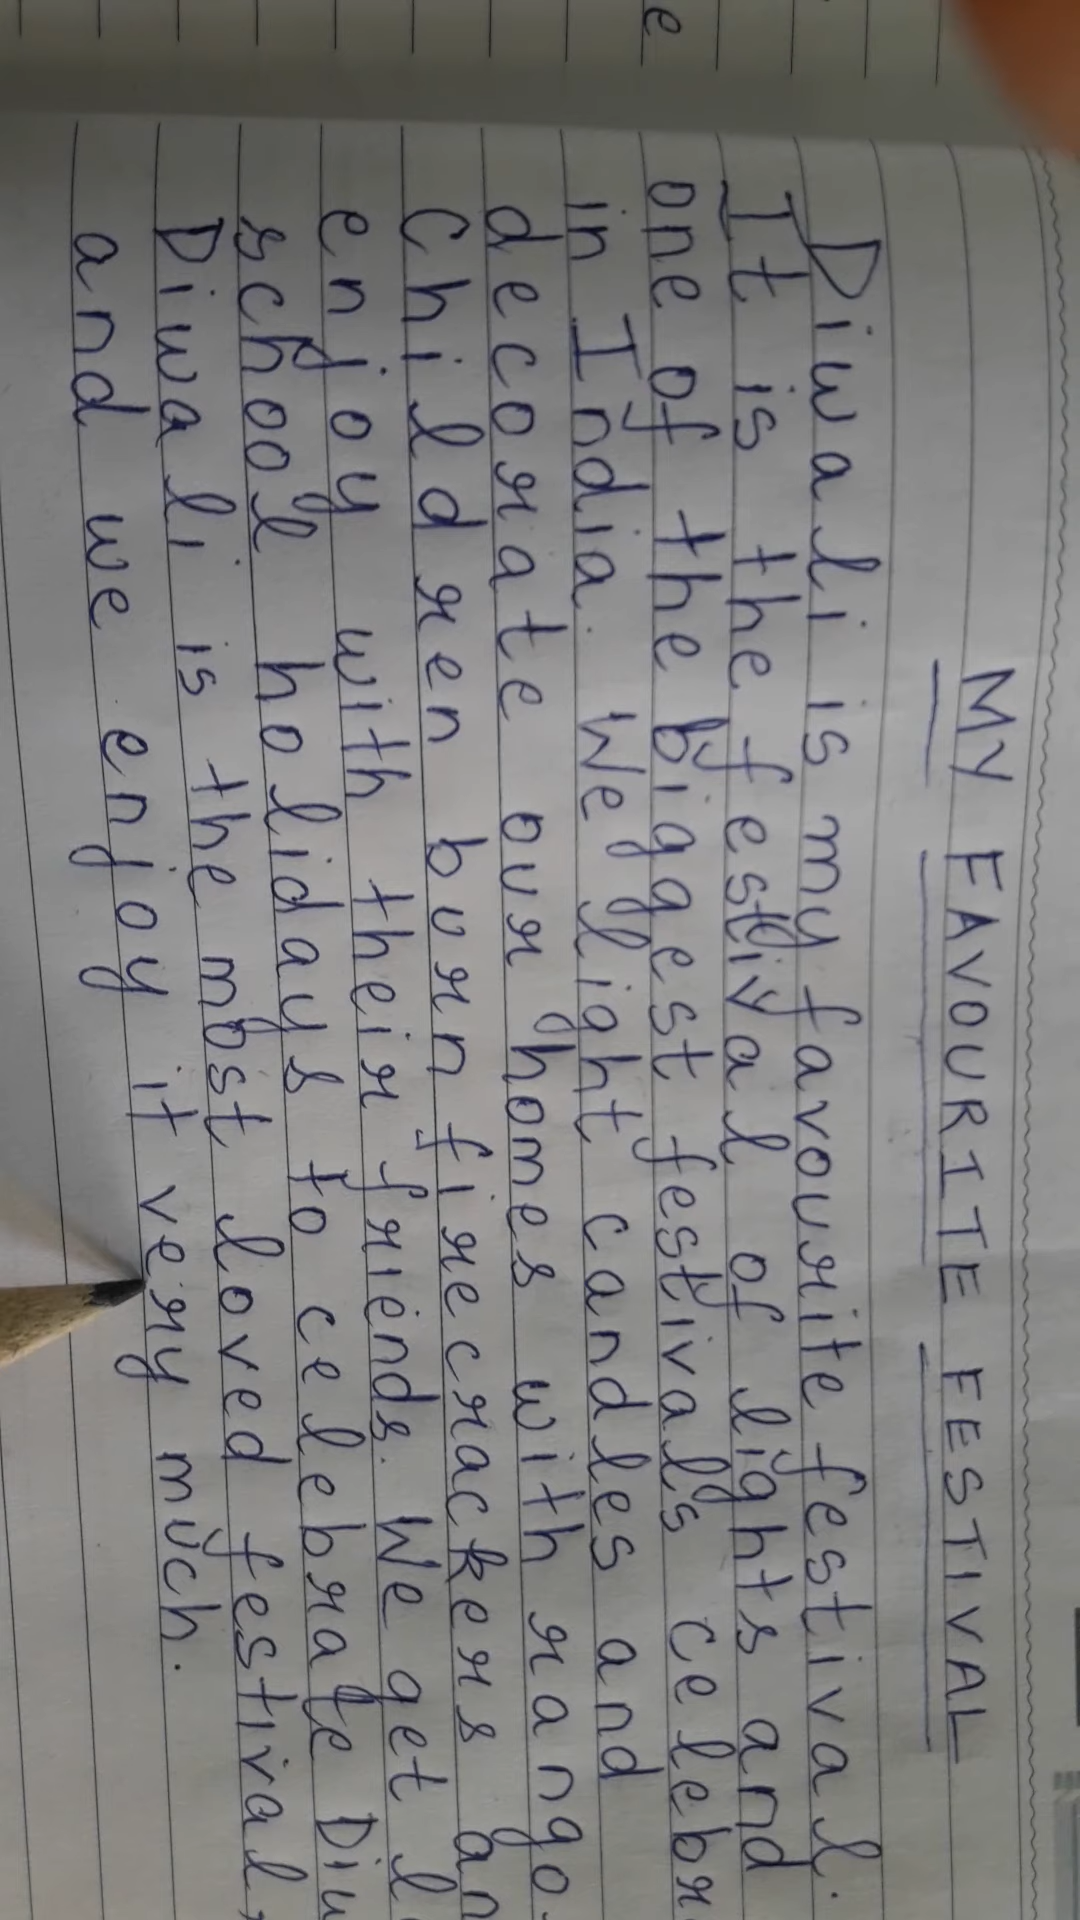 MY FAVOURITE FESTIVAL
Diwali is my favourite festival.
It is the festival of lights and
one of the biggest festivals celebr
in India. We light candles and
decorate our homes with rango
Children burn firecrackers an
enjoy with their friends. We get l
school holidays to celebrate Diw
Diwali is the most loved festival
and we enjoy it very much.
e